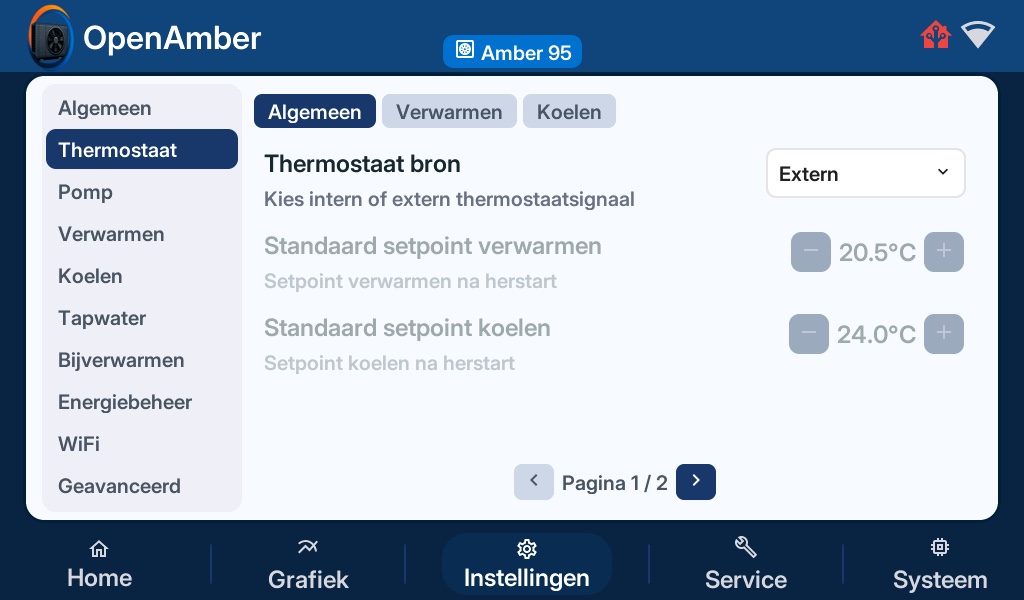 OpenAmber
Amber 95
Algemeen
Thermostaat
Pomp
Verwarmen
Koelen
Tapwater
Bijverwarmen
Energiebeheer
WiFi
Geavanceerd
Algemeen Verwarmen Koelen
Thermostaat bron
Kies intern of extern thermostaatsignaal
Extern
Standaard setpoint verwarmen
Setpoint verwarmen na herstart
− 20.5°C +
Standaard setpoint koelen
Setpoint koelen na herstart
− 24.0°C +
Pagina 1 / 2
Home Grafiek Instellingen Service Systeem